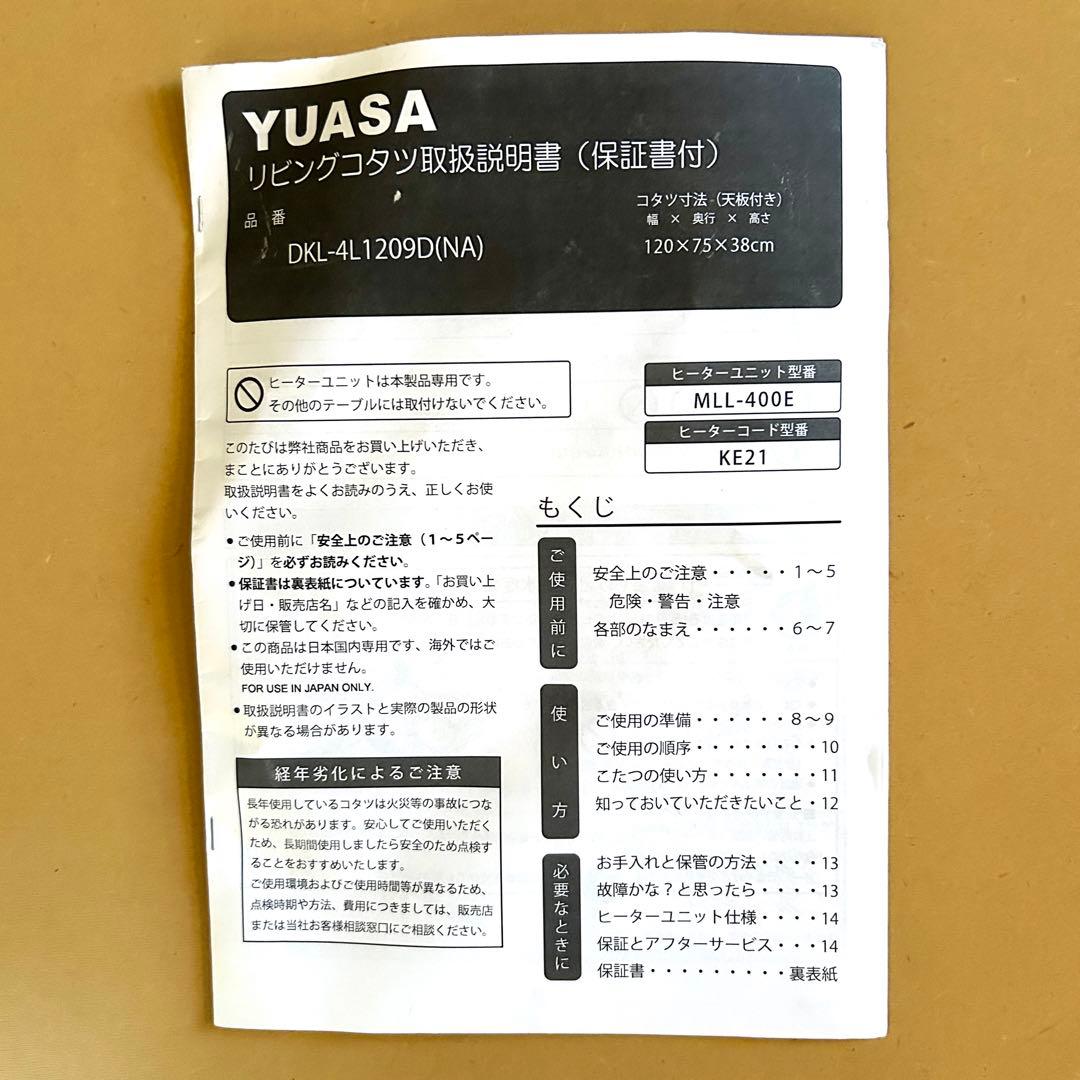 YUASA
リビングコタツ取扱説明書（保証書付）
品 番
DKL-4L1209D(NA)
コタツ寸法（天板付き）
幅 × 奥行 × 高さ
120×75×38cm
ヒーターユニットは本製品専用です。
その他のテーブルには取付けないでください。
ヒーターユニット型番
MLL-400E
ヒーターコード型番
KE21
このたびは弊社商品をお買い上げいただき、
まことにありがとうございます。
取扱説明書をよくお読みのうえ、正しくお使
いください。
●ご使用前に「安全上のご注意（1～5ペー
ジ）」を必ずお読みください。
●保証書は裏表紙についています。「お買い上
げ日・販売店名」などの記入を確かめ、大
切に保管してください。
●この商品は日本国内専用です、海外ではご
使用いただけません。
FOR USE IN JAPAN ONLY.
●取扱説明書のイラストと実際の製品の形状
が異なる場合があります。
経年劣化によるご注意
長年使用しているコタツは火災等の事故につな
がる恐れがあります。安心してご使用いただく
ため、長期間使用しましたら安全のため点検す
ることをおすすめいたします。
ご使用環境およびご使用時間等が異なるため、
点検時期や方法、費用につきましては、販売店
または当社お客様相談窓口にご相談ください。
もくじ
ご使用前に
安全上のご注意・・・・・1～5
危険・警告・注意
各部のなまえ・・・・・・6～7
使い方
ご使用の準備・・・・・・8～9
ご使用の順序・・・・・・・・10
こたつの使い方・・・・・・・11
知っておいていただきたいこと・12
必要なときに
お手入れと保管の方法・・・・13
故障かな？と思ったら・・・・13
ヒーターユニット仕様・・・・14
保証とアフターサービス・・・14
保証書・・・・・・・・・裏表紙